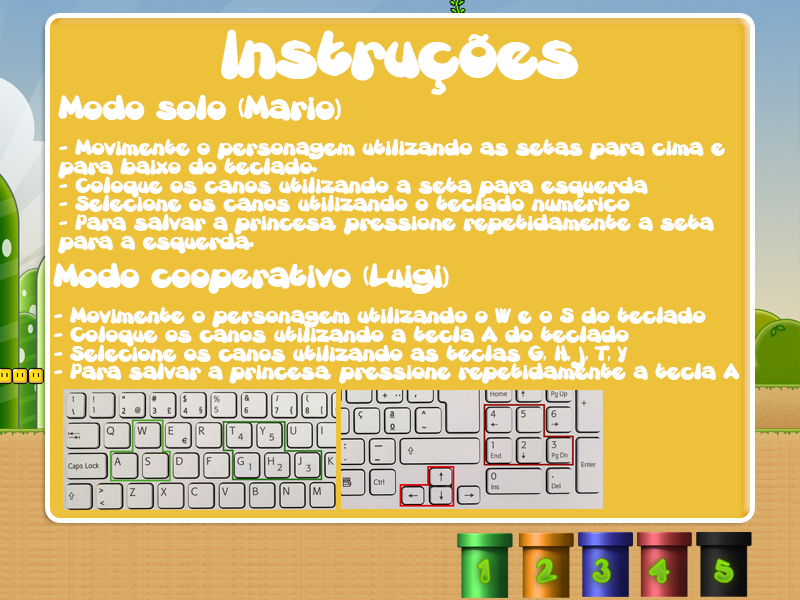 Instruções
Modo solo (Mario)
- Movimente o personagem utilizando as setas para cima e
para baixo do teclado.
- Coloque os canos utilizando a seta para esquerda
- Selecione os canos utilizando o teclado numérico
- Para salvar a princesa pressione repetidamente a seta
para a esquerda.
Modo cooperativo (Luigi)
- Movimente o personagem utilizando o W e o S do teclado
- Coloque os canos utilizando a tecla A do teclado
- Selecione os canos utilizando as teclas G, H, J, T, Y
- Para salvar a princesa pressione repetidamente a tecla A
| \ ! 1 " 2 @ # 3 £ $ 4 § % 5 & 6 / 7 { ( 8 [
Q W E € R T 4 Y 5 U I
Caps Lock A S D F G 1 H 2 J 3 K
> < Z X C V B N M
Home ↑ Pg Up +
Ç ª º ^ ~ 4 ← 5 6 →
1 End 2 ↓ 3 Pg Dn Enter
Ctrl ↑ 0 Ins . Del
← ↓ →
1 2 3 4 5